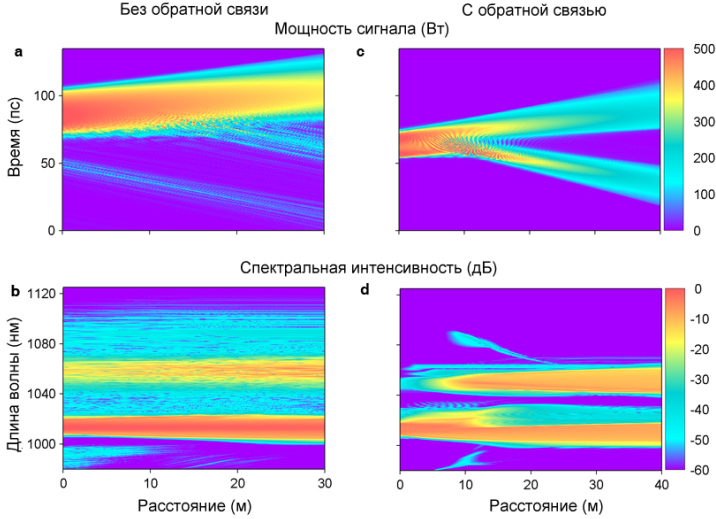 Без обратной связи
С обратной связью
Мощность сигнала (Вт)
a
c
100
50
0
Время (пс)
500
400
300
200
100
0
Спектральная интенсивность (дБ)
b
d
1120
1080
1040
1000
Длина волны (нм)
0
-10
-20
-30
-40
-50
-60
0
10
20
30
0
10
20
30
40
Расстояние (м)
Расстояние (м)